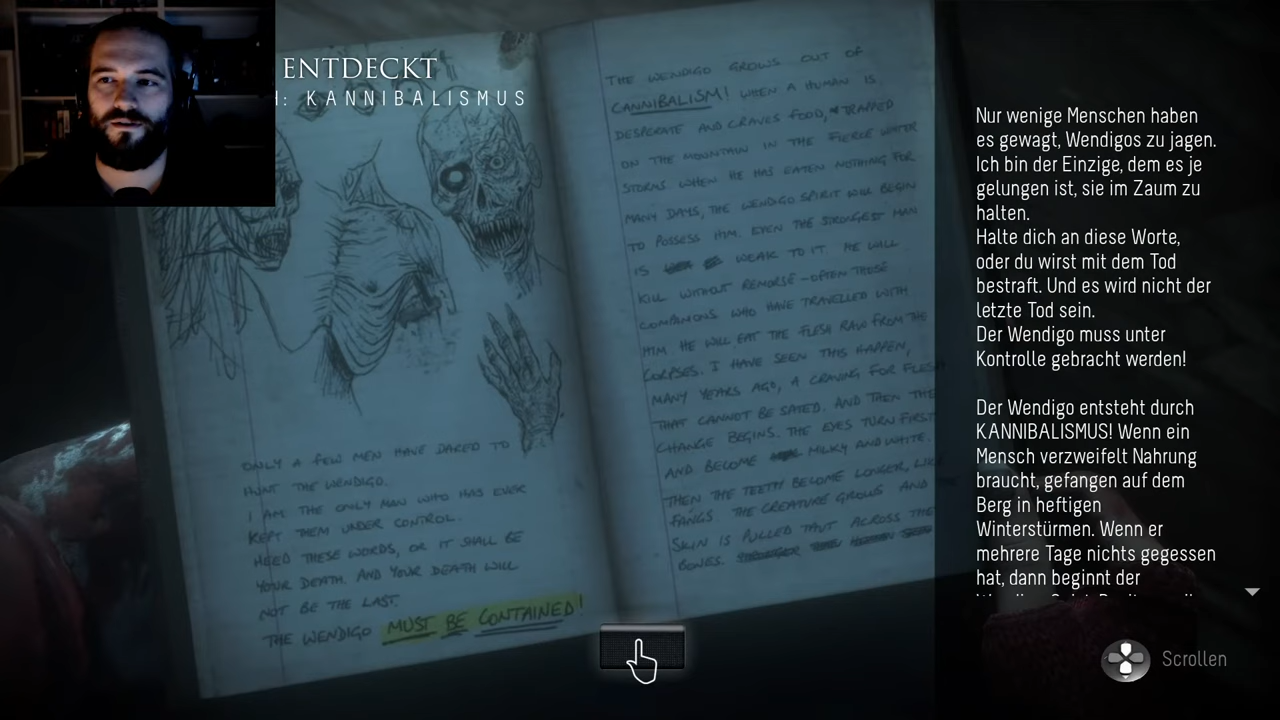 ENTDECKT
: KANNIBALISMUS
ONLY A FEW MEN HAVE DARED TO
HUNT THE WENDIGO.
I AM THE ONLY MAN WHO HAS EVER
KEPT THEM UNDER CONTROL.
HEED THESE WORDS, OR IT SHALL BE
YOUR DEATH. AND YOUR DEATH WILL
NOT BE THE LAST.
THE WENDIGO MUST BE CONTAINED!
THE WENDIGO GROWS OUT OF
CANNIBALISM! WHEN A HUMAN IS
DESPERATE AND CRAVES FOOD, & TRAPPED
ON THE MOUNTAIN IN THE FIERCE WINTER
STORMS. WHEN HE HAS EATEN NOTHING FOR
MANY DAYS, THE WENDIGO SPIRIT WILL BEGIN
TO POSSESS HIM. EVEN THE STRONGEST MAN
IS WEAK TO IT. HE WILL
KILL WITHOUT REMORSE - OFTEN THOSE
COMPANIONS WHO HAVE TRAVELLED WITH
HIM HE WILL EAT THE FLESH RAW FROM THE
CORPSES. I HAVE SEEN THIS HAPPEN,
MANY YEARS AGO, A CRAVING FOR FLESH
THAT CANNOT BE SATED. AND THEN THE
CHANGE BEGINS. THE EYES TURN FIRST
AND BECOME MILKY AND WHITE.
THEN THE TEETH BECOME LONGER, LIKE
FANGS. THE CREATURE GROWS AND
SKIN IS PULLED TAUT ACROSS THE
BONES.
Nur wenige Menschen haben
es gewagt, Wendigos zu jagen.
Ich bin der Einzige, dem es je
gelungen ist, sie im Zaum zu
halten.
Halte dich an diese Worte,
oder du wirst mit dem Tod
bestraft. Und es wird nicht der
letzte Tod sein.
Der Wendigo muss unter
Kontrolle gebracht werden!
Der Wendigo entsteht durch
KANNIBALISMUS! Wenn ein
Mensch verzweifelt Nahrung
braucht, gefangen auf dem
Berg in heftigen
Winterstürmen. Wenn er
mehrere Tage nichts gegessen
hat, dann beginnt der
Scrollen